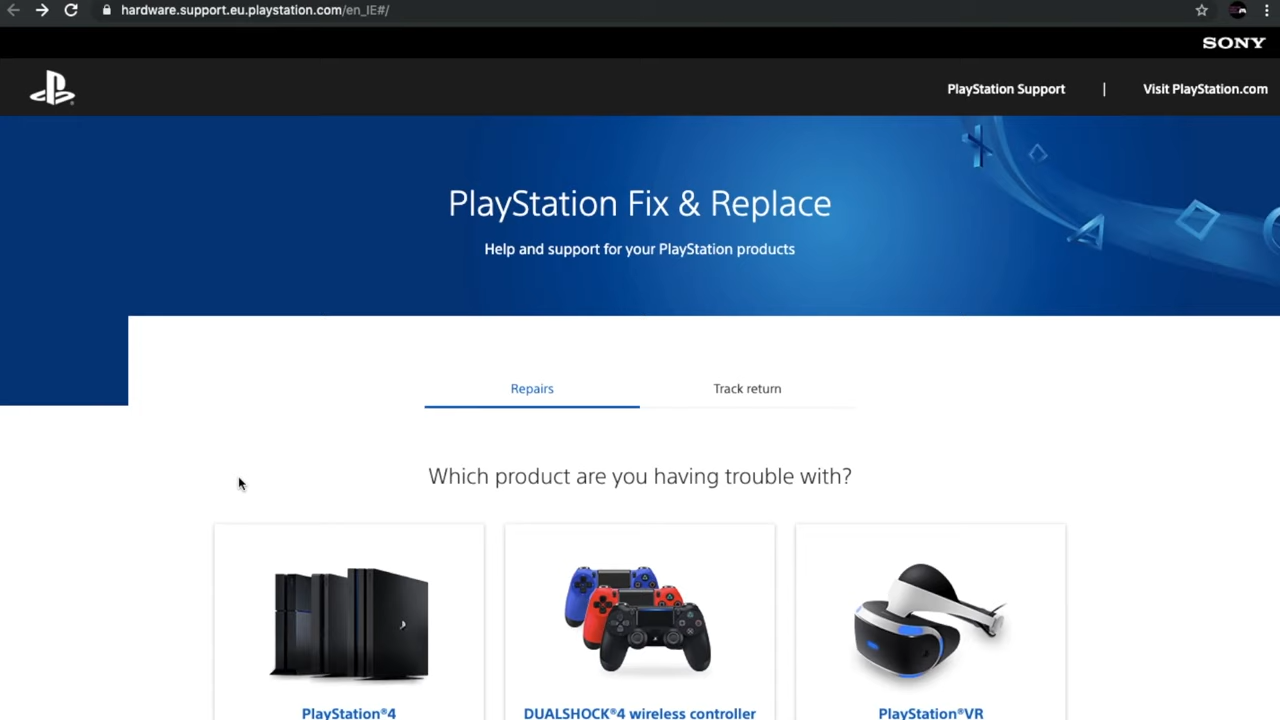 hardware.support.eu.playstation.com/en_IE#/
SONY
PlayStation Support | Visit PlayStation.com
PlayStation Fix & Replace
Help and support for your PlayStation products
Repairs
Track return
Which product are you having trouble with?
PlayStation®4
DUALSHOCK®4 wireless controller
PlayStation®VR